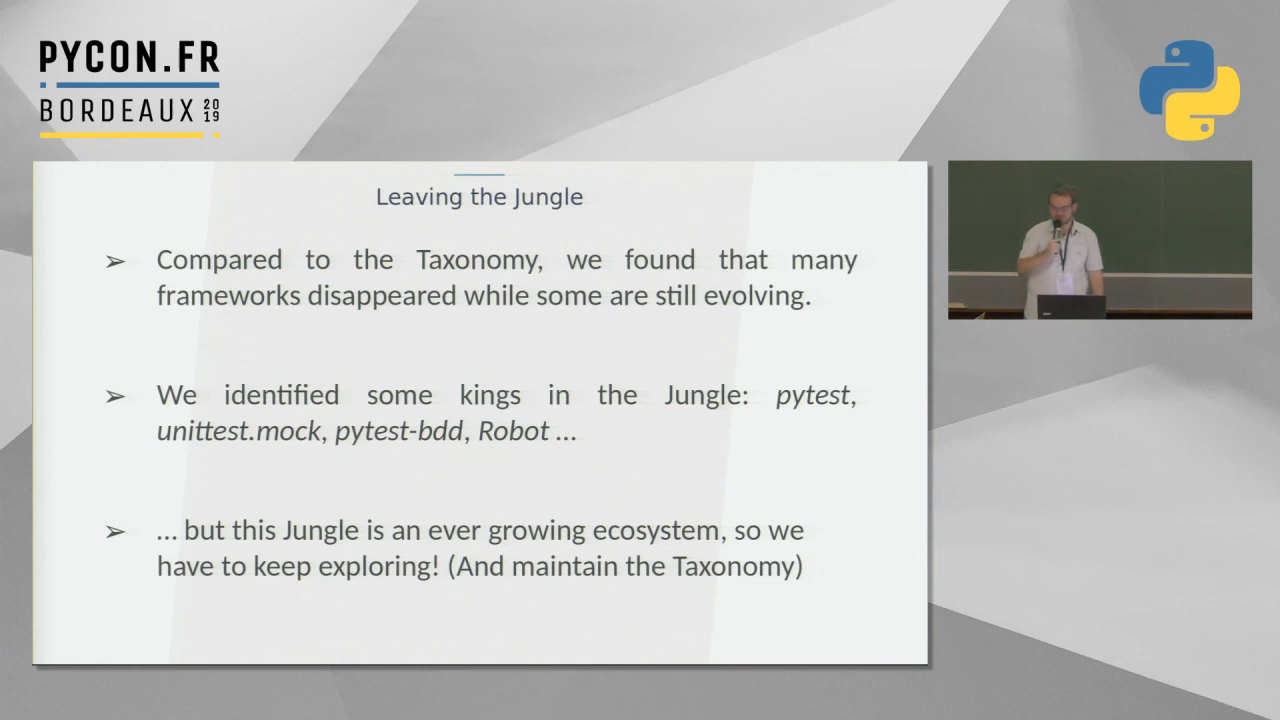 PYCON.FR
BORDEAUX 2019
Leaving the Jungle
➢ Compared to the Taxonomy, we found that many
frameworks disappeared while some are still evolving.
➢ We identified some kings in the Jungle: pytest,
unittest.mock, pytest-bdd, Robot ...
➢ ... but this Jungle is an ever growing ecosystem, so we
have to keep exploring! (And maintain the Taxonomy)